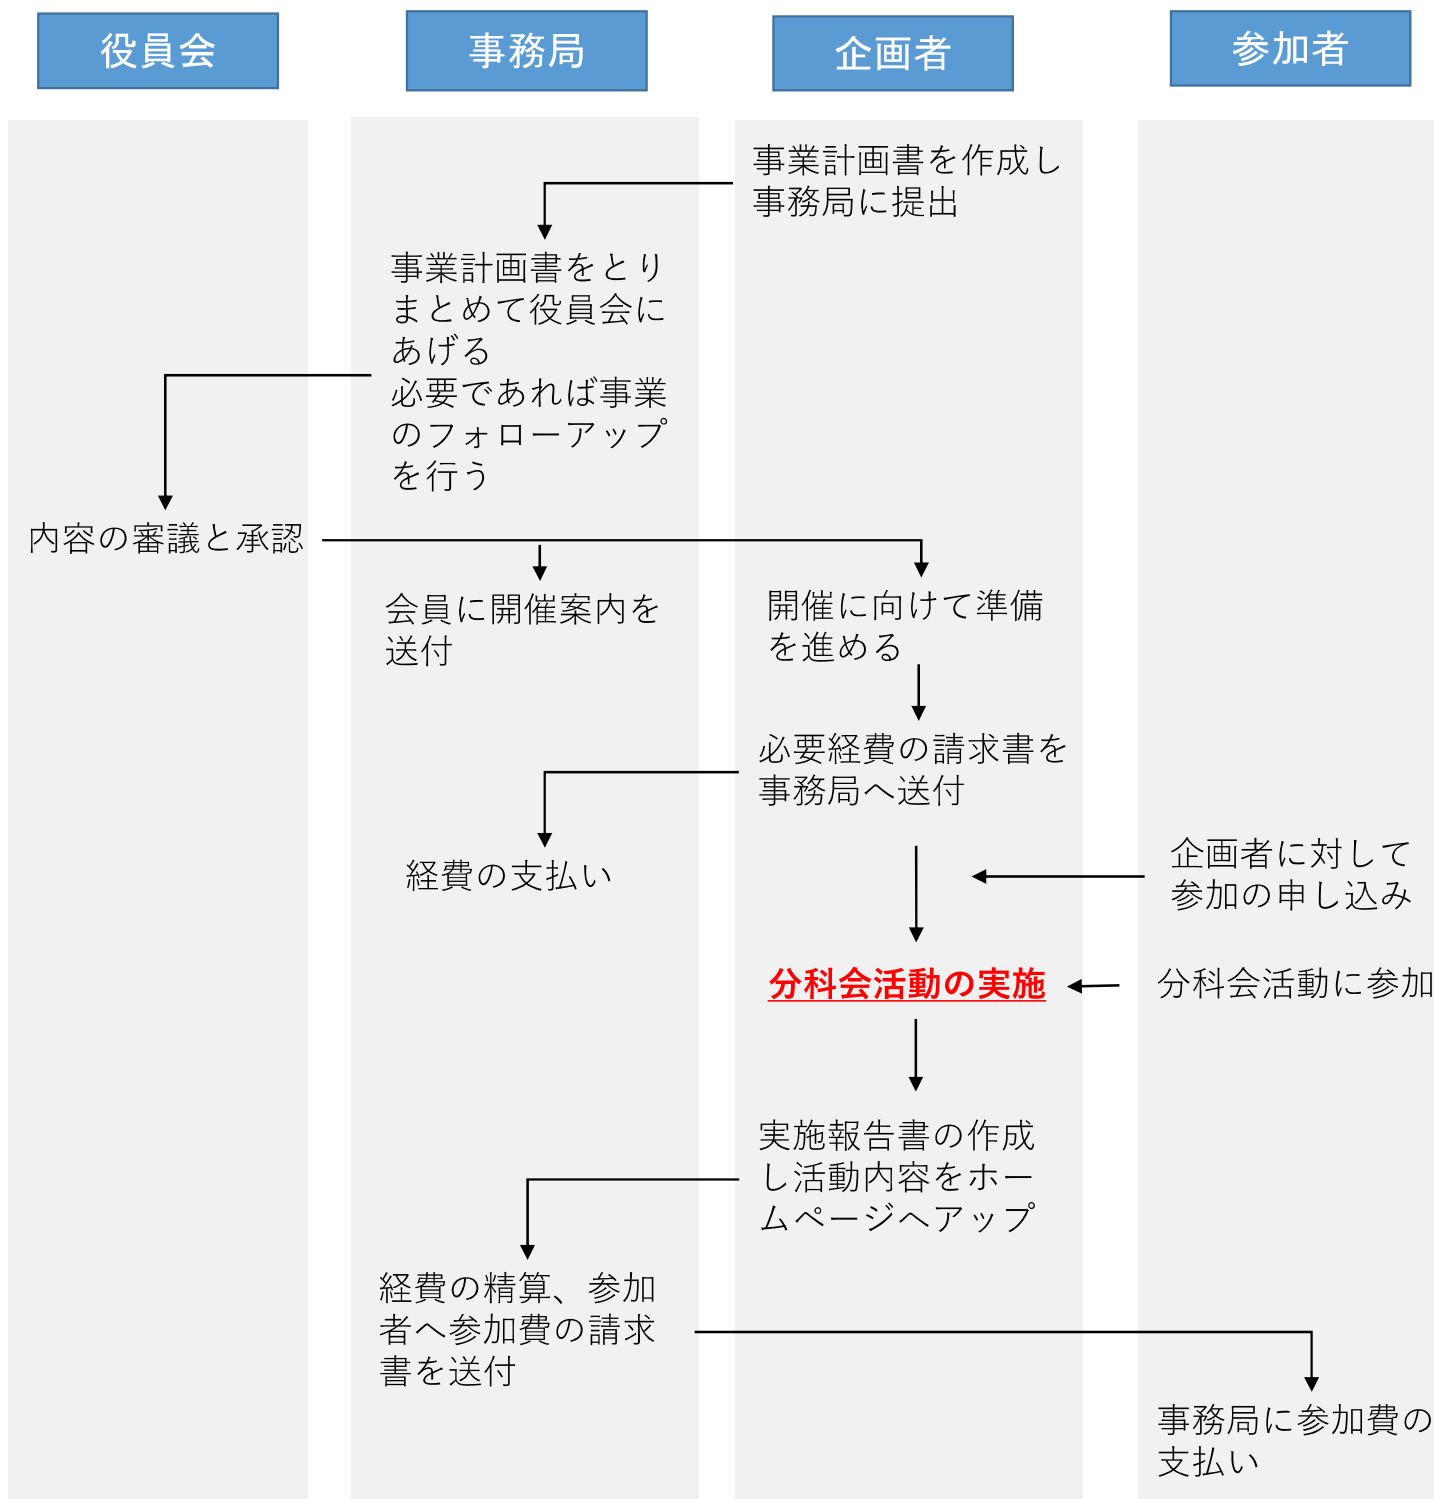 役員会
事務局
企画者
参加者
事業計画書を作成し
事務局に提出
事業計画書をとり
まとめて役員会に
あげる
必要であれば事業
のフォローアップ
を行う
内容の審議と承認
会員に開催案内を
送付
開催に向けて準備
を進める
必要経費の請求書を
事務局へ送付
経費の支払い
企画者に対して
参加の申し込み
分科会活動の実施
分科会活動に参加
実施報告書の作成
し活動内容をホー
ムページへアップ
経費の精算、参加
者へ参加費の請求
書を送付
事務局に参加費の
支払い